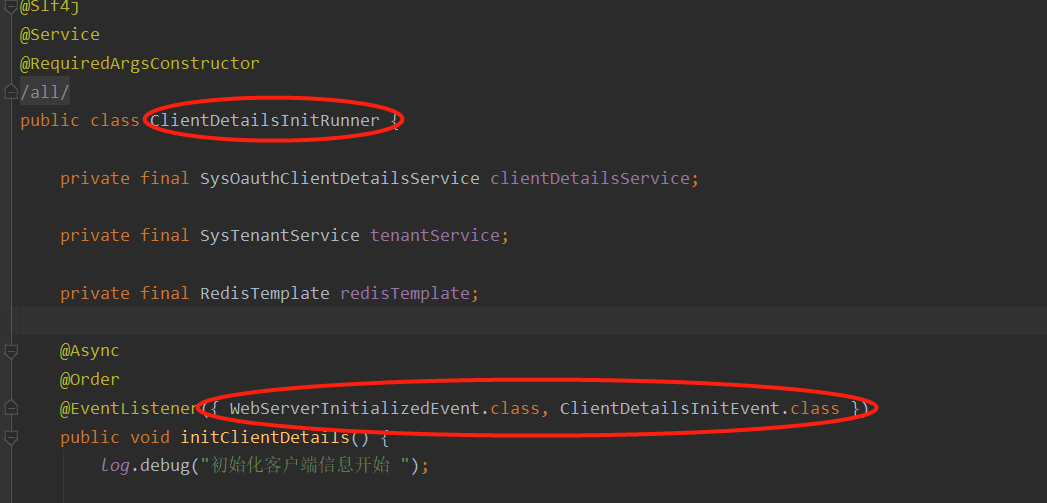 @Slf4j
@Service
@RequiredArgsConstructor
/all/
public class ClientDetailsInitRunner {
private final SysOauthClientDetailsService clientDetailsService;
private final SysTenantService tenantService;
private final RedisTemplate redisTemplate;
@Async
@Order
@EventListener({ WebServerInitializedEvent.class, ClientDetailsInitEvent.class })
public void initClientDetails() {
log.debug("初始化客户端信息开始 ");